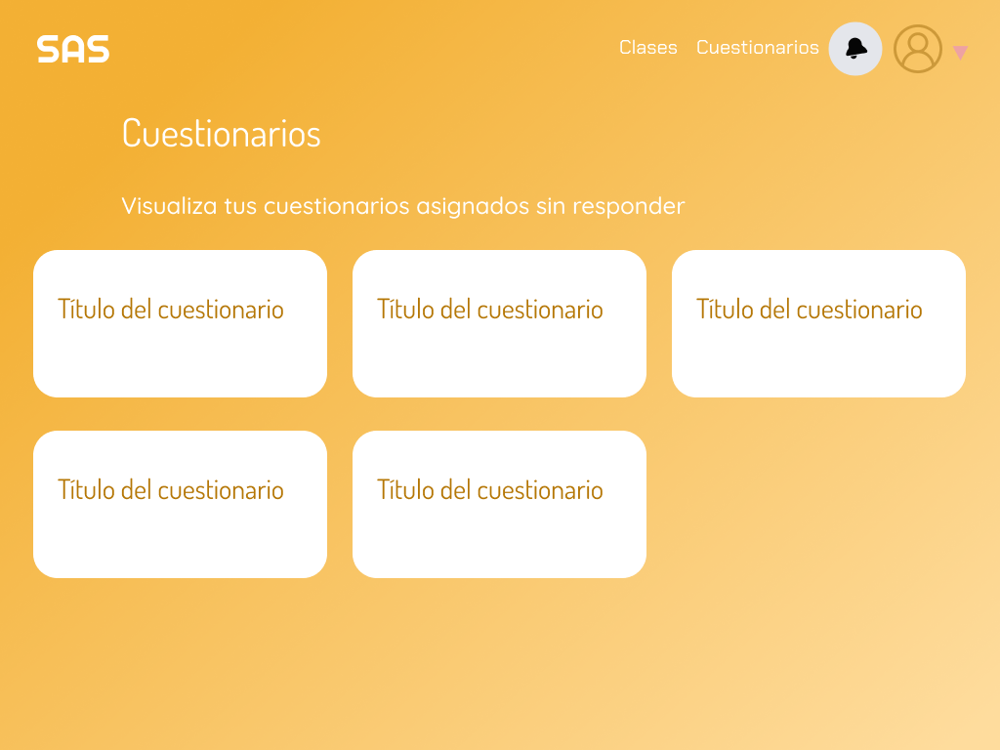 SAS
Clases Cuestionarios
Cuestionarios
Visualiza tus cuestionarios asignados sin responder
Título del cuestionario
Título del cuestionario
Título del cuestionario
Título del cuestionario
Título del cuestionario